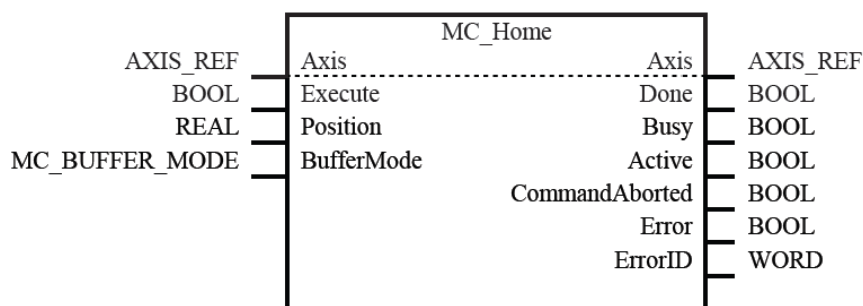 MC_Home
AXIS_REF Axis Axis AXIS_REF
BOOL Execute Done BOOL
REAL Position Busy BOOL
MC_BUFFER_MODE BufferMode Active BOOL
CommandAborted BOOL
Error BOOL
ErrorID WORD